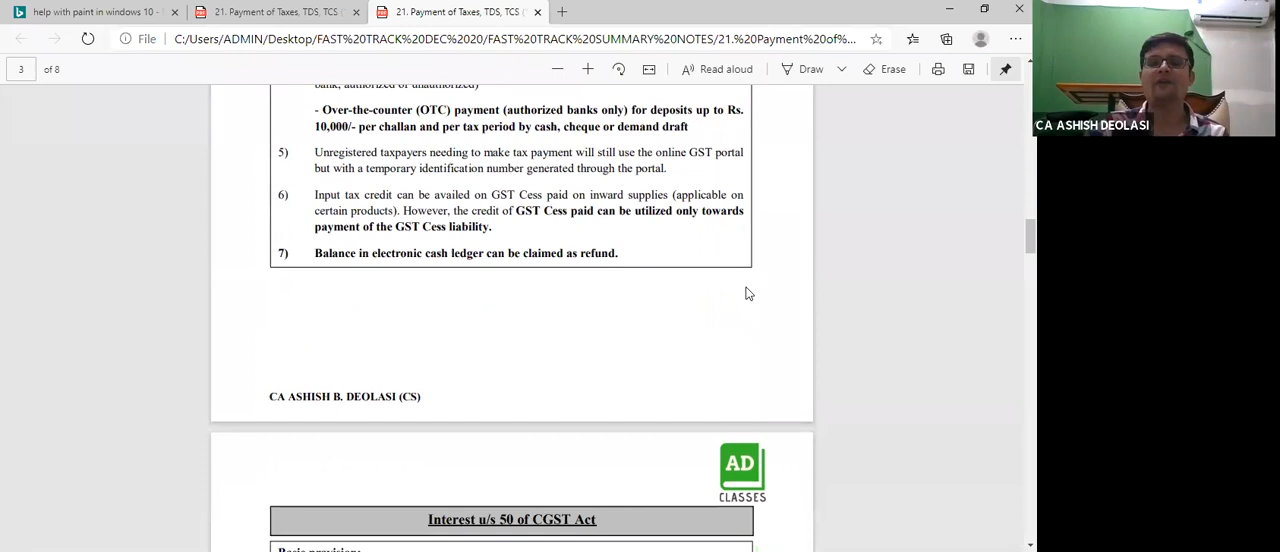 help with paint in windows 10 -
21. Payment of Taxes, TDS, TCS (
21. Payment of Taxes, TDS, TCS (
File
C:/Users/ADMIN/Desktop/FAST%20TRACK%20DEC%202020/FAST%20TRACK%20SUMMARY%20NOTES/21.%20Payment%20of%...
3 of 8
Read aloud
Draw
Erase
bank, authorized or unauthorized)
- Over-the-counter (OTC) payment (authorized banks only) for deposits up to Rs.
10,000/- per challan and per tax period by cash, cheque or demand draft
5) Unregistered taxpayers needing to make tax payment will still use the online GST portal
but with a temporary identification number generated through the portal.
6) Input tax credit can be availed on GST Cess paid on inward supplies (applicable on
certain products). However, the credit of GST Cess paid can be utilized only towards
payment of the GST Cess liability.
7) Balance in electronic cash ledger can be claimed as refund.
CA ASHISH B. DEOLASI (CS)
AD
CLASSES
Interest u/s 50 of CGST Act
Basic provision:
CA ASHISH DEOLASI